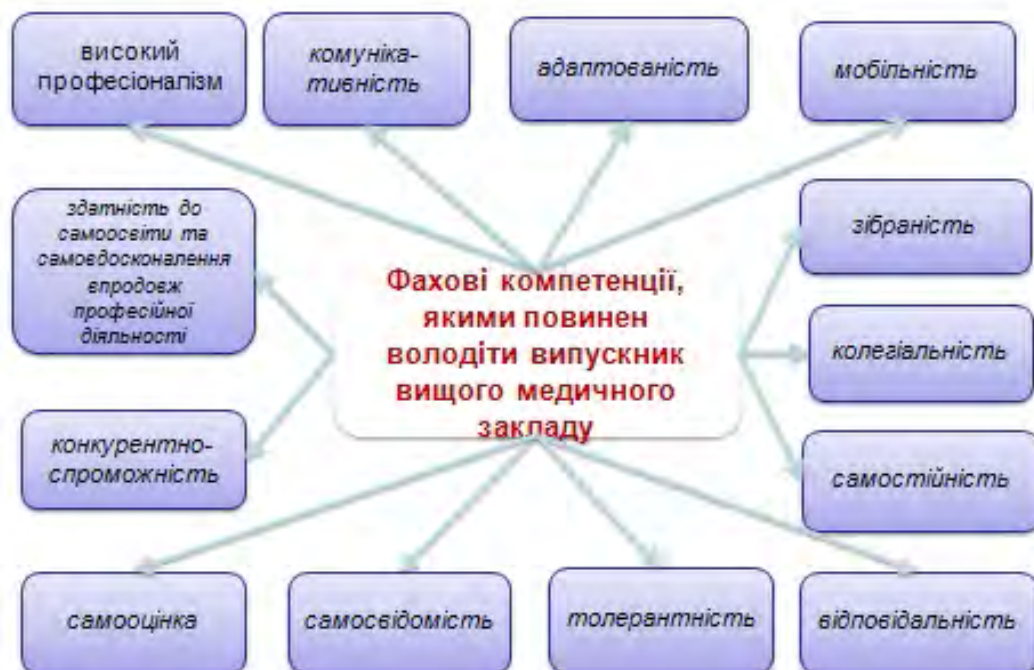 високий
професіоналізм
комуніка-
тивність
адаптованість
мобільність
здатність до
самоосвіти та
самовдосконалення
впродовж
професійної
діяльності
зібраність
Фахові компетенції,
якими повинен
володіти випускник
вищого медичного
закладу
колегіальність
конкурентно-
спроможність
самостійність
самооцінка
самосвідомість
толерантність
відповідальність